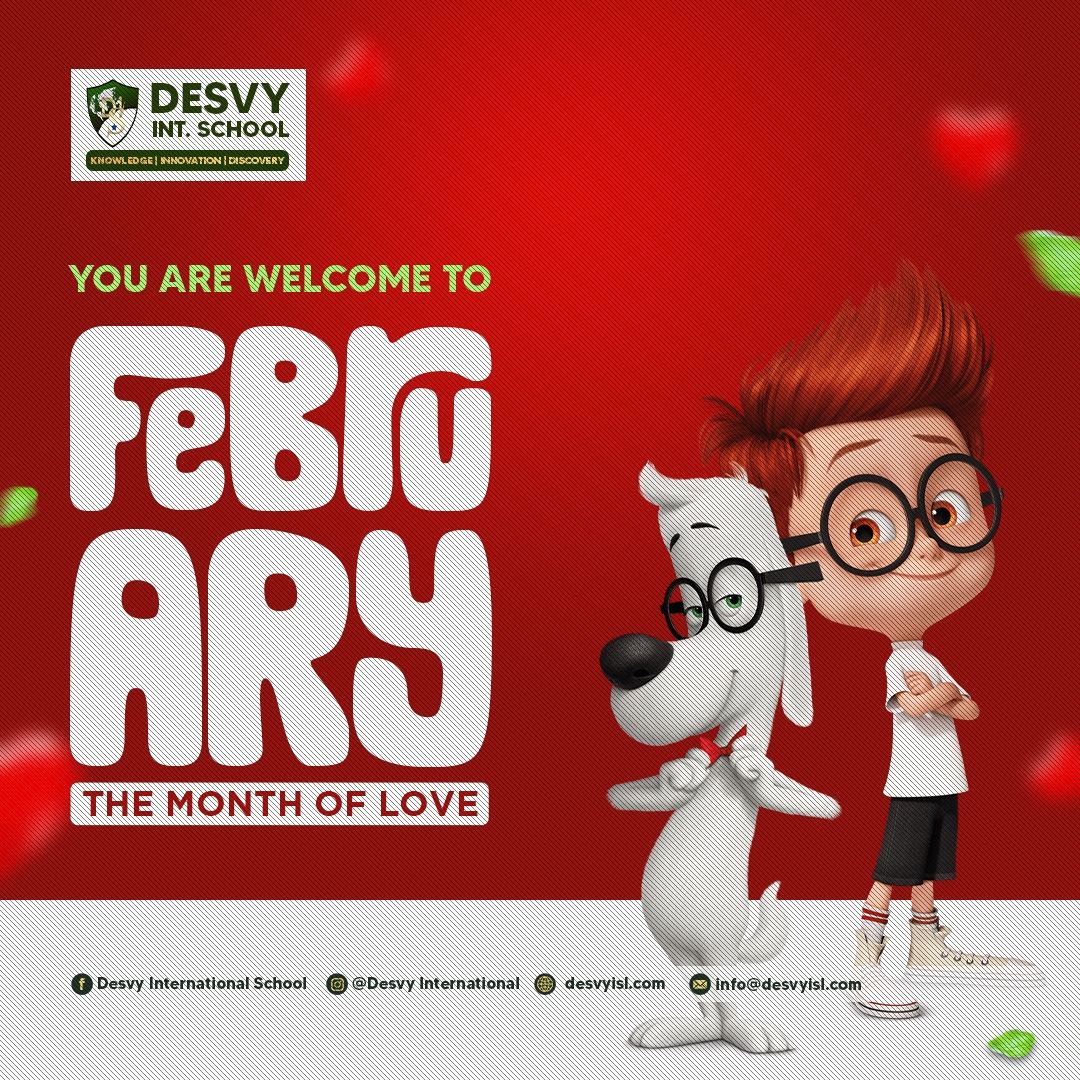 DESVY
INT. SCHOOL
KNOWLEDGE | INNOVATION | DISCOVERY
YOU ARE WELCOME TO
FeBru
ARY
THE MONTH OF LOVE
Desvy International School @Desvy International desvyisl.com info@desvyisl.com